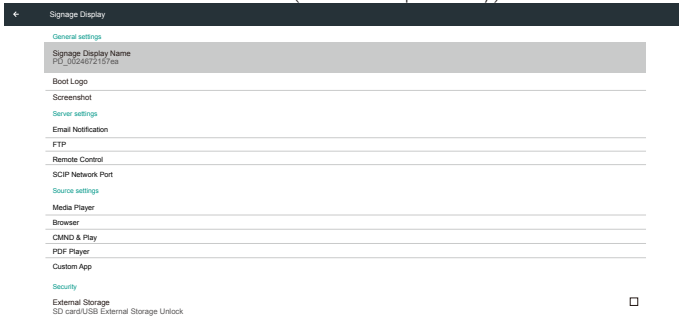 Signage Display
General settings
Signage Display Name
PD_0024672157ea
Boot Logo
Screenshot
Server settings
Email Notification
FTP
Remote Control
SCIP Network Port
Source settings
Media Player
Browser
CMND & Play
PDF Player
Custom App
Security
External Storage
SD card/USB External Storage Unlock